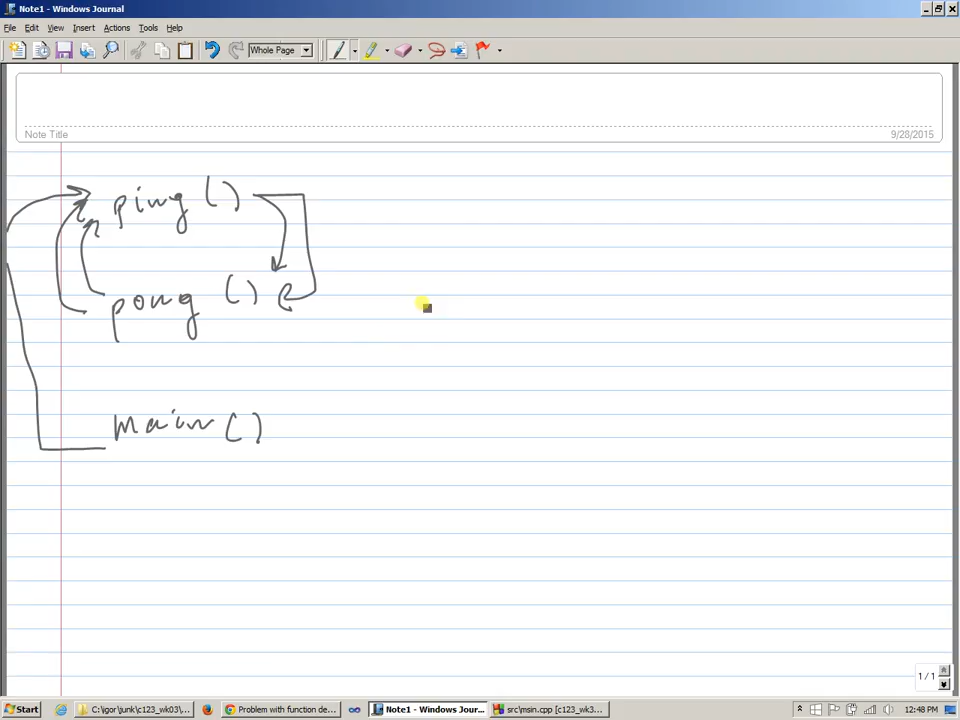 Note1 - Windows Journal
File Edit View Insert Actions Tools Help
Whole Page
Note Title
9/28/2015
ping ()
pong ()
main ()
1 / 1
Start
C:\igor\junk\c123_wk03\...
Problem with function de...
Note1 - Windows Jour...
src\msin.cpp [c123_wk3...
12:48 PM